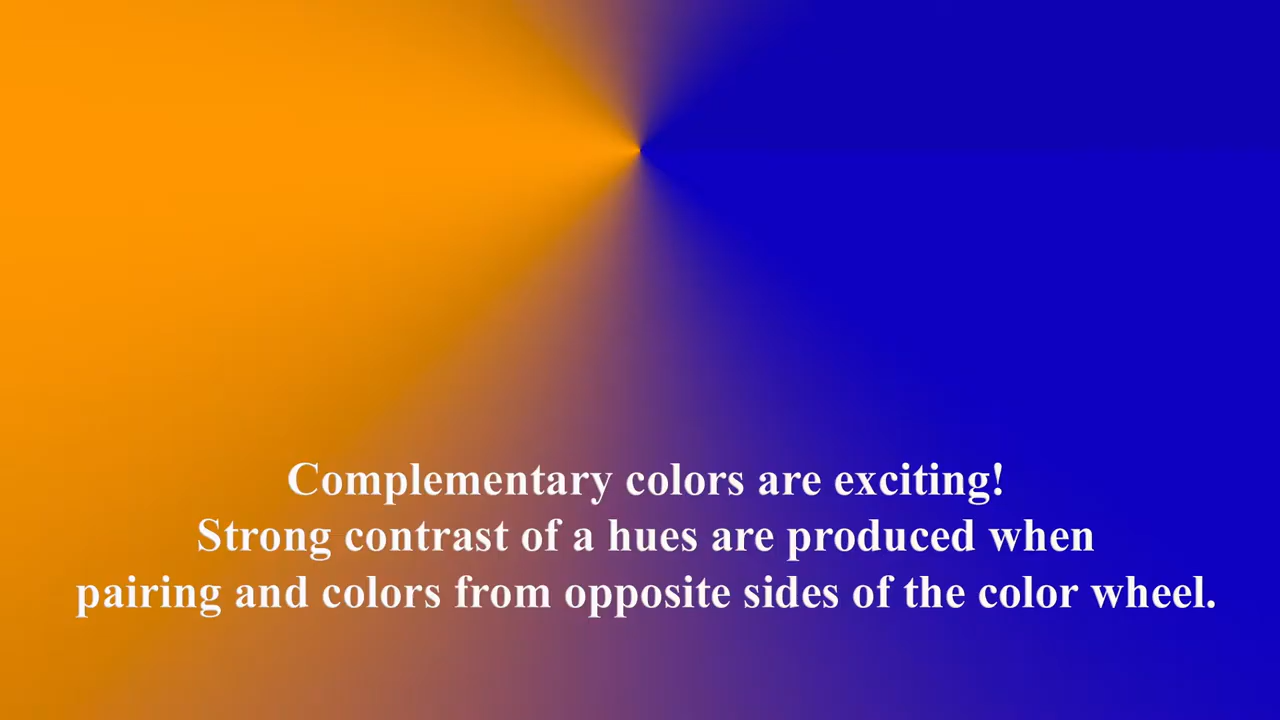 Complementary colors are exciting!
Strong contrast of a hues are produced when
pairing and colors from opposite sides of the color wheel.